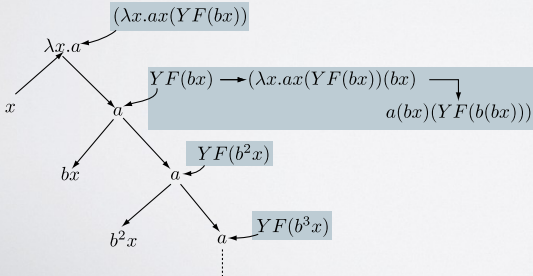 (λx.ax(YF(bx))
λx.a
YF(bx) → (λx.ax(YF(bx))(bx)
x
a
a(bx)(YF(b(bx)))
YF(b²x)
bx
a
YF(b³x)
b²x
a